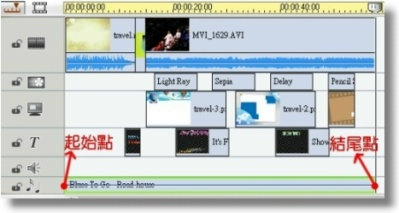 00:00:00:00 00:00:20:00 00:00:40:00
travel.
MVI_1629.AVI
Light Ray Sepia Delay Pencil
travel-3.p travel-2.p
T It's F Show
起始點 結尾點
Blues To Go - Road house